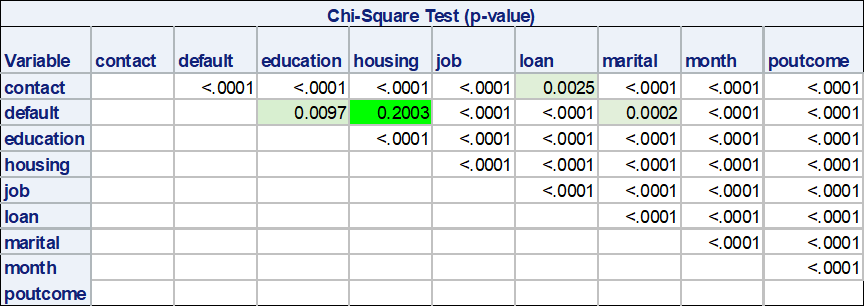 Chi-Square Test (p-value)
Variable contact default education housing job loan marital month poutcome
contact <.0001 <.0001 <.0001 <.0001 0.0025 <.0001 <.0001 <.0001
default 0.0097 0.2003 <.0001 <.0001 0.0002 <.0001 <.0001
education <.0001 <.0001 <.0001 <.0001 <.0001 <.0001
housing <.0001 <.0001 <.0001 <.0001 <.0001
job <.0001 <.0001 <.0001 <.0001
loan <.0001 <.0001 <.0001
marital <.0001 <.0001
month <.0001
poutcome